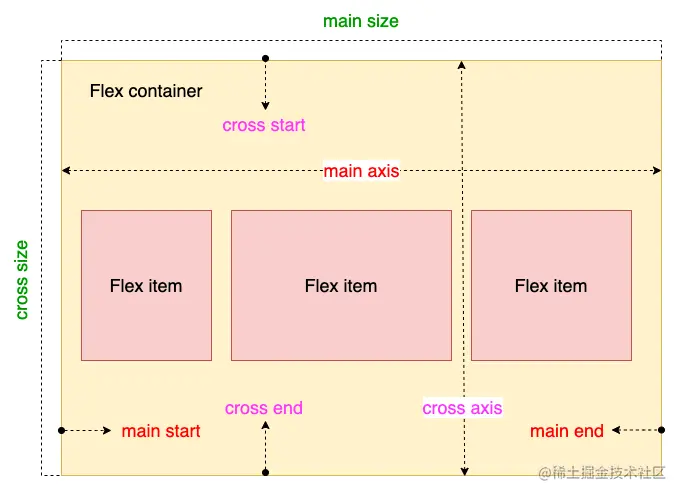 main size
Flex container
cross start
main axis
cross size
Flex item
Flex item
Flex item
cross end
cross axis
main start
main end
@稀土掘金技术社区